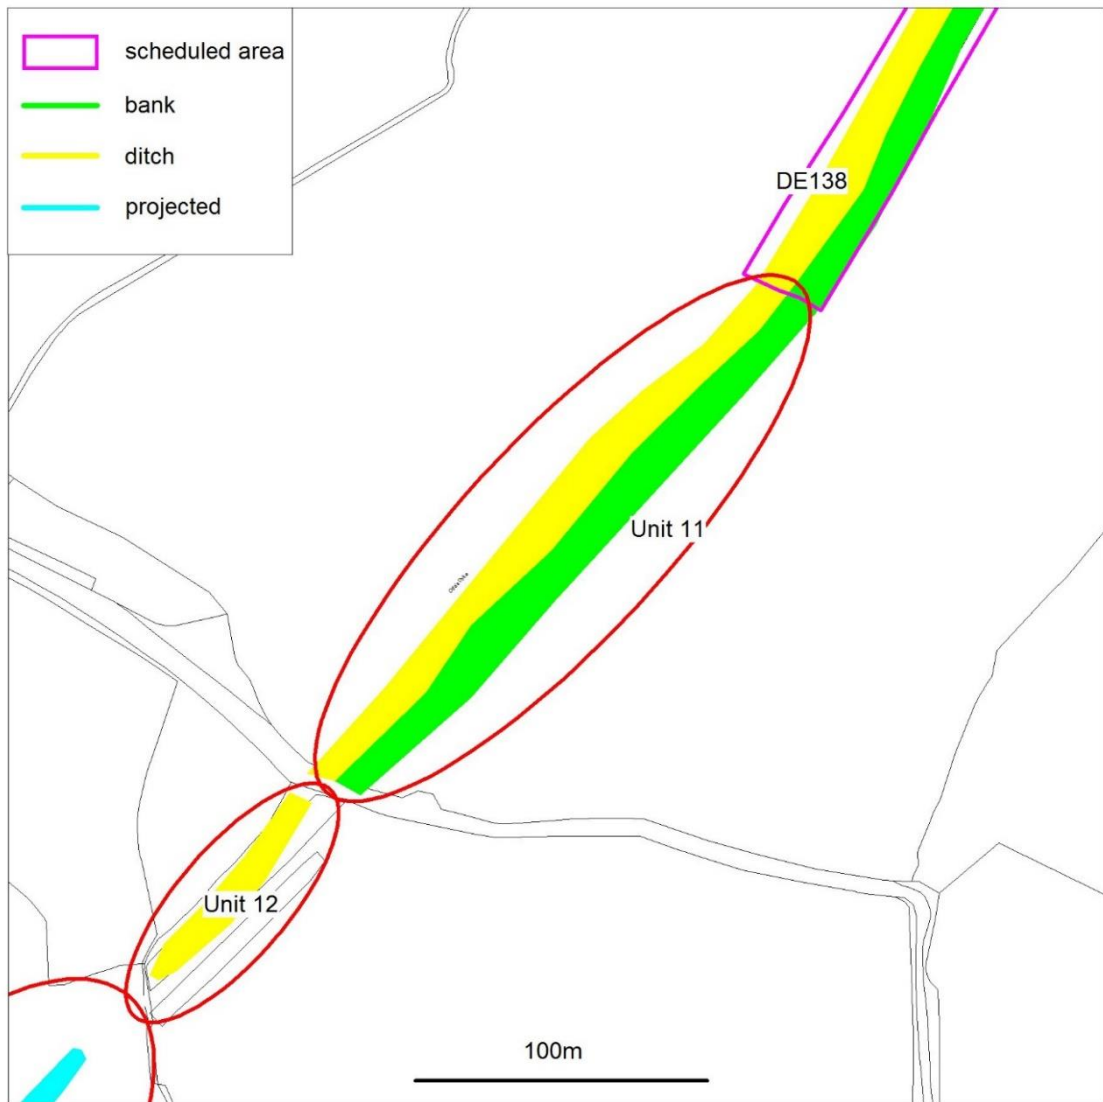 scheduled area
bank
ditch
projected
DE138
Unit 11
Unit 12
100m